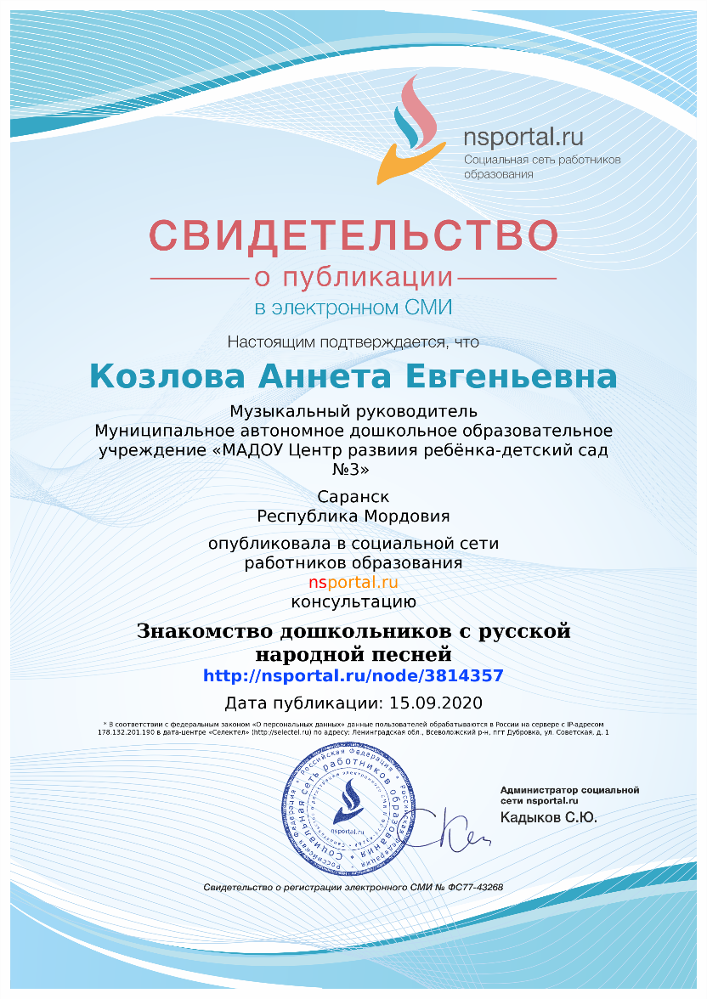 nsportal.ru
Социальная сеть работников
образования
СВИДЕТЕЛЬСТВО
о публикации
в электронном СМИ
Настоящим подтверждается, что
Козлова Аннета Евгеньевна
Музыкальный руководитель
Муниципальное автономное дошкольное образовательное
учреждение «МАДОУ Центр развиия ребёнка-детский сад
№3»
Саранск
Республика Мордовия
опубликовала в социальной сети
работников образования
nsportal.ru
консультацию
Знакомство дошкольников с русской
народной песней
http://nsportal.ru/node/3814357
Дата публикации: 15.09.2020
* В соответствии с федеральным законом «О персональных данных» данные пользователей обрабатываются в России на сервере с IP-адресом
178.132.201.190 в дата-центре «Селектел» (http://selectel.ru) по адресу: Ленинградская обл., Всеволожский р-н, пгт Дубровка, ул. Советская, д. 1
Российская Федерация * Российская Федерация * Российская Федерация *
Социальная сеть работников образования *
nsportal.ru
Администратор социальной
сети nsportal.ru
Кадыков С.Ю.
Свидетельство о регистрации электронного СМИ № ФС77-43268